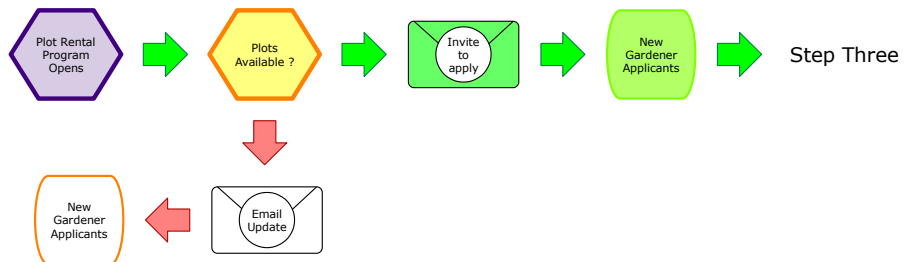 Plot Rental
Program
Opens
Plots
Available ?
Invite
to
apply
New
Gardener
Applicants
Step Three
New
Gardener
Applicants
Email
Update